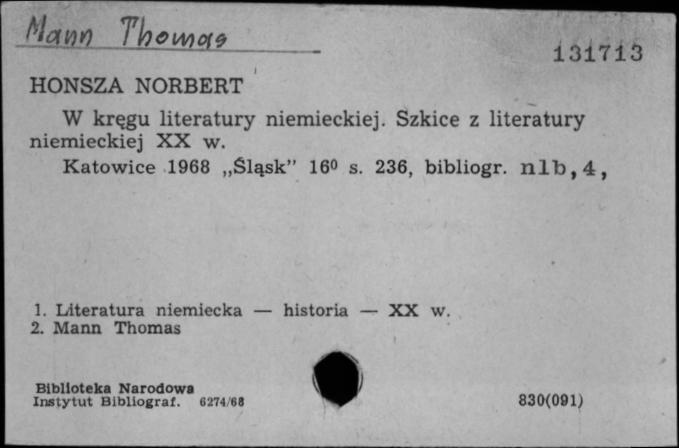 Mann Thomas
131713
HONSZA NORBERT
W kręgu literatury niemieckiej. Szkice z literatury
niemieckiej XX w.
Katowice 1968 „Śląsk” 16⁰ s. 236, bibliogr. nlb,4,
1. Literatura niemiecka — historia — XX w.
2. Mann Thomas
Biblioteka Narodowa
Instytut Bibliograf. 6274/68
830(091)